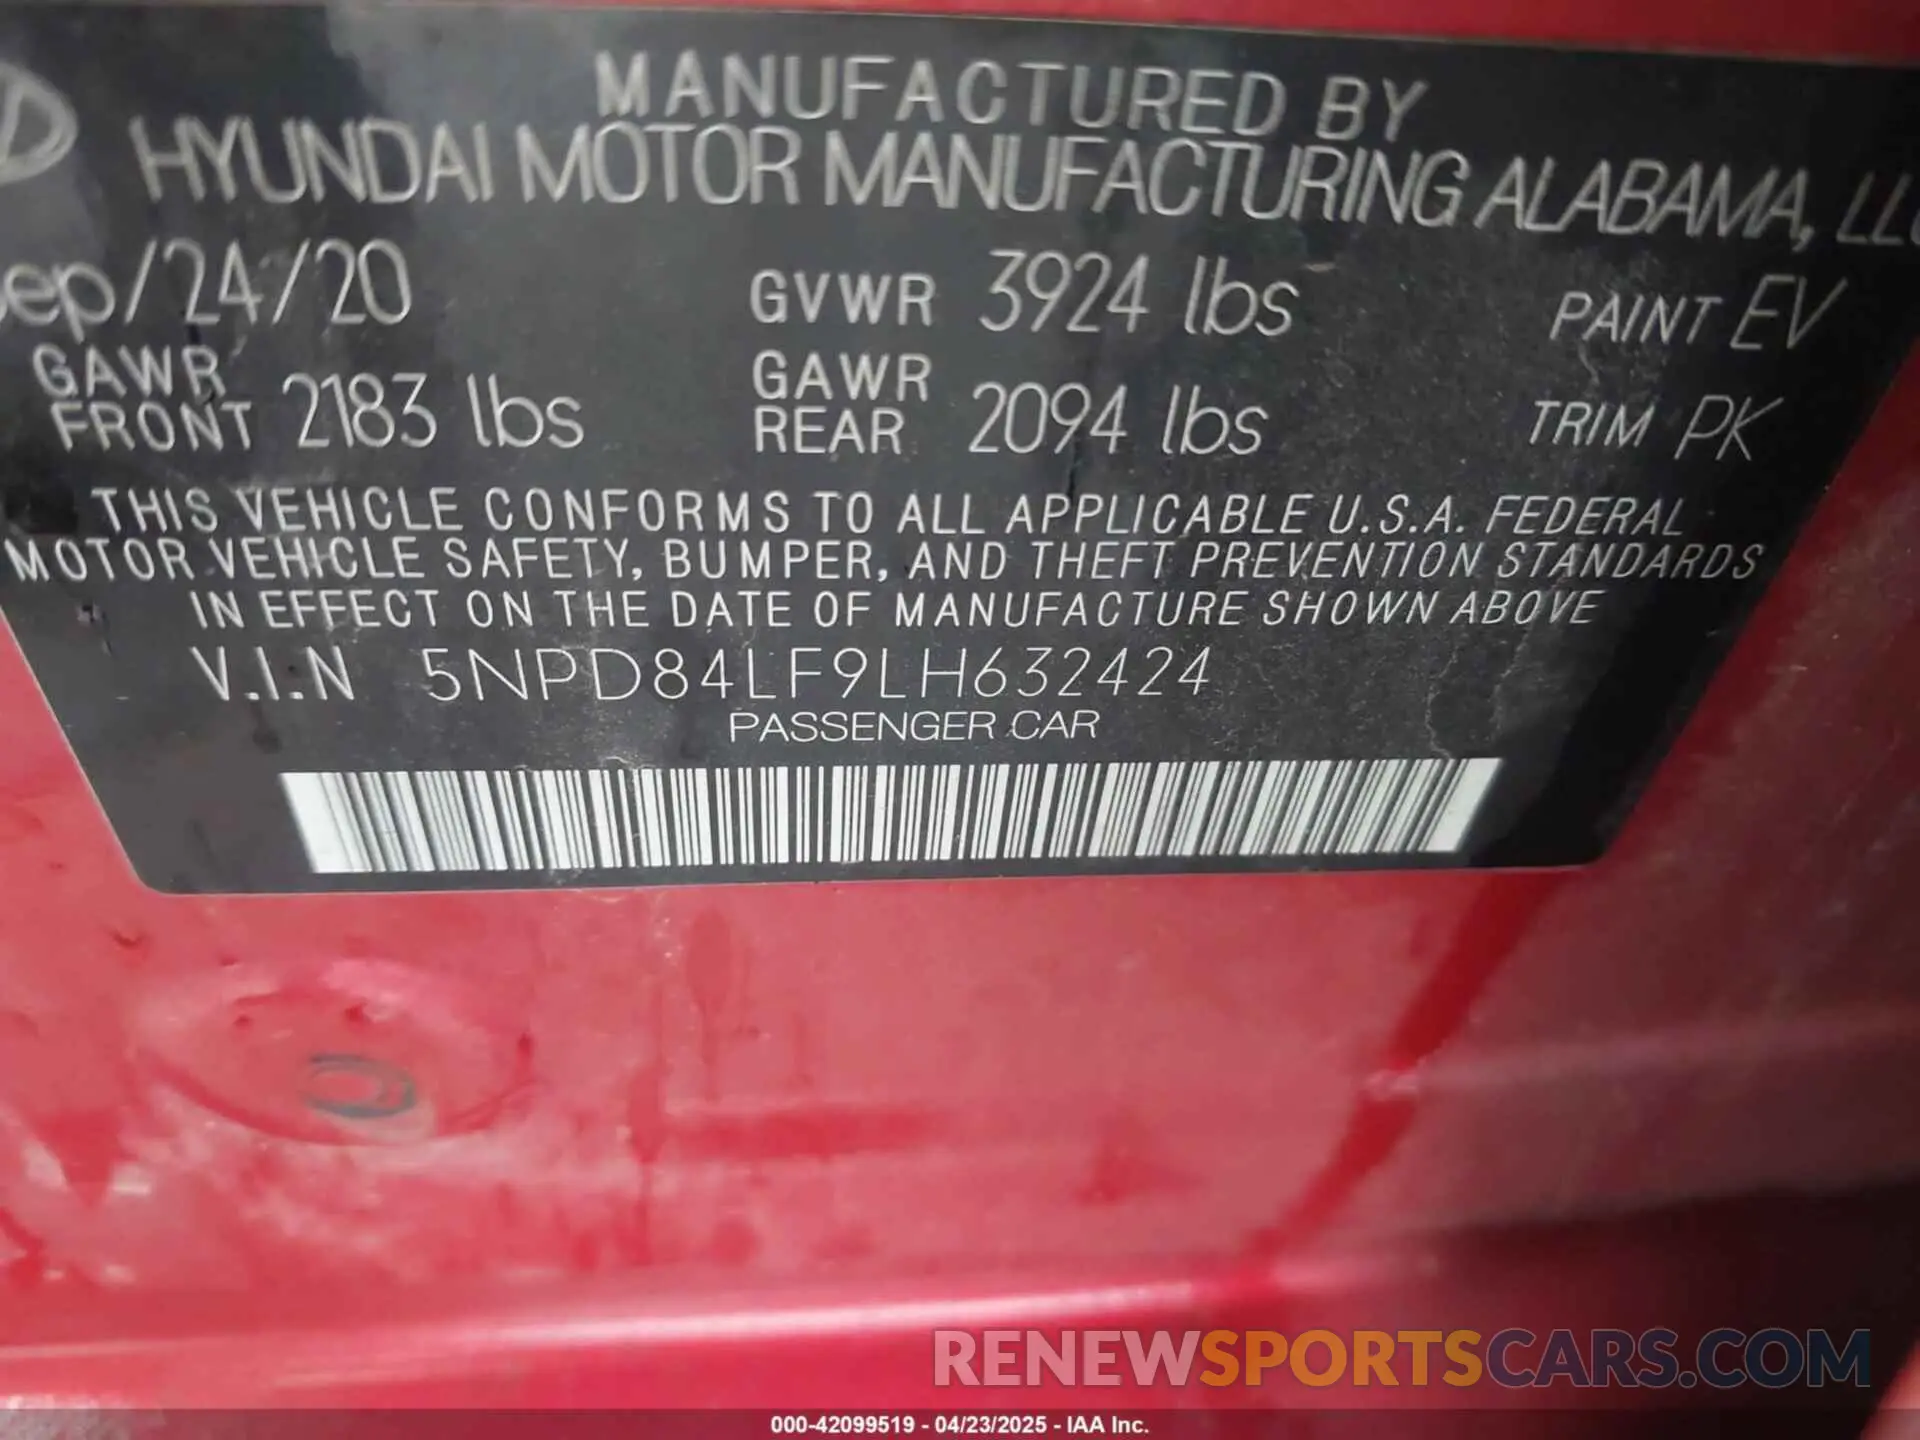 MANUFACTURED BY
HYUNDAI MOTOR MANUFACTURING ALABAMA, LLC
Sep/24/20 GVWR 3924 lbs PAINT EV
GAWR FRONT 2183 lbs GAWR REAR 2094 lbs TRIM PK
THIS VEHICLE CONFORMS TO ALL APPLICABLE U.S.A. FEDERAL
MOTOR VEHICLE SAFETY, BUMPER, AND THEFT PREVENTION STANDARDS
IN EFFECT ON THE DATE OF MANUFACTURE SHOWN ABOVE
V.I.N 5NPD84LF9LH632424
PASSENGER CAR
RENEWSPORTSCARS.COM
000-42099519 - 04/23/2025 - IAA Inc.